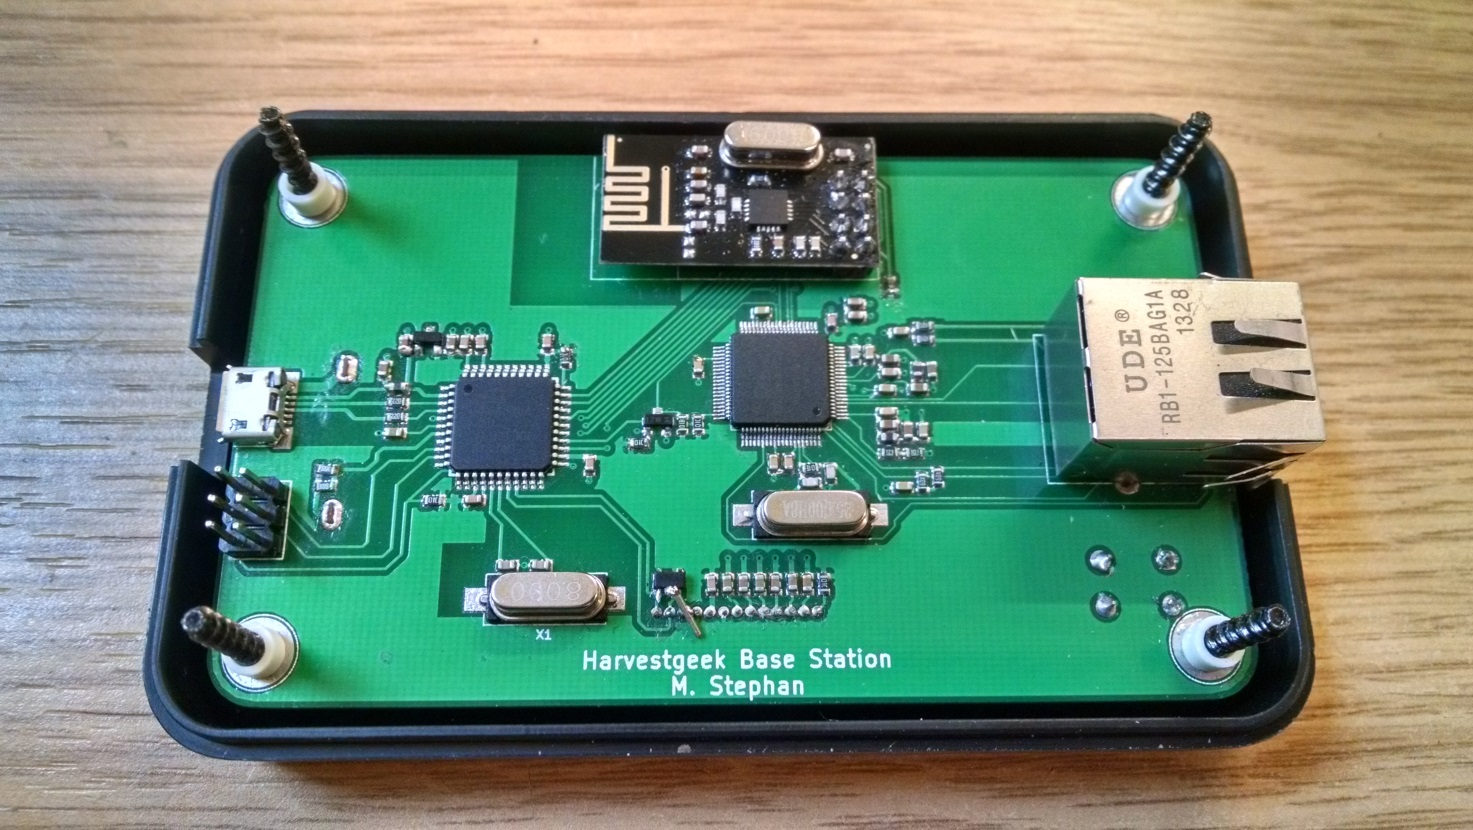 UDE®
RB1-125BAG1A
1328
X1
Harvestgeek Base Station
M. Stephan